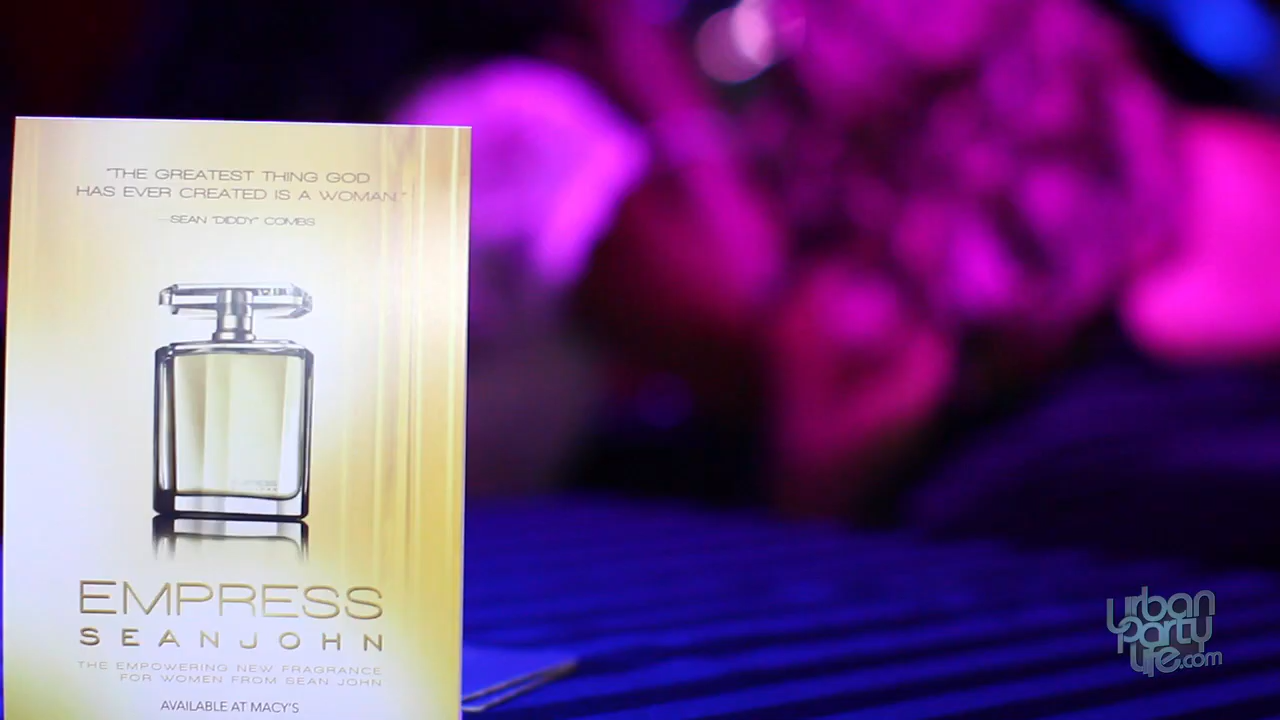 "THE GREATEST THING GOD
HAS EVER CREATED IS A WOMAN."
—SEAN "DIDDY" COMBS
EMPRESS
EMPRESS
SEANJOHN
THE EMPOWERING NEW FRAGRANCE
FOR WOMEN FROM SEAN JOHN
AVAILABLE AT MACY'S
urban
party
life.com